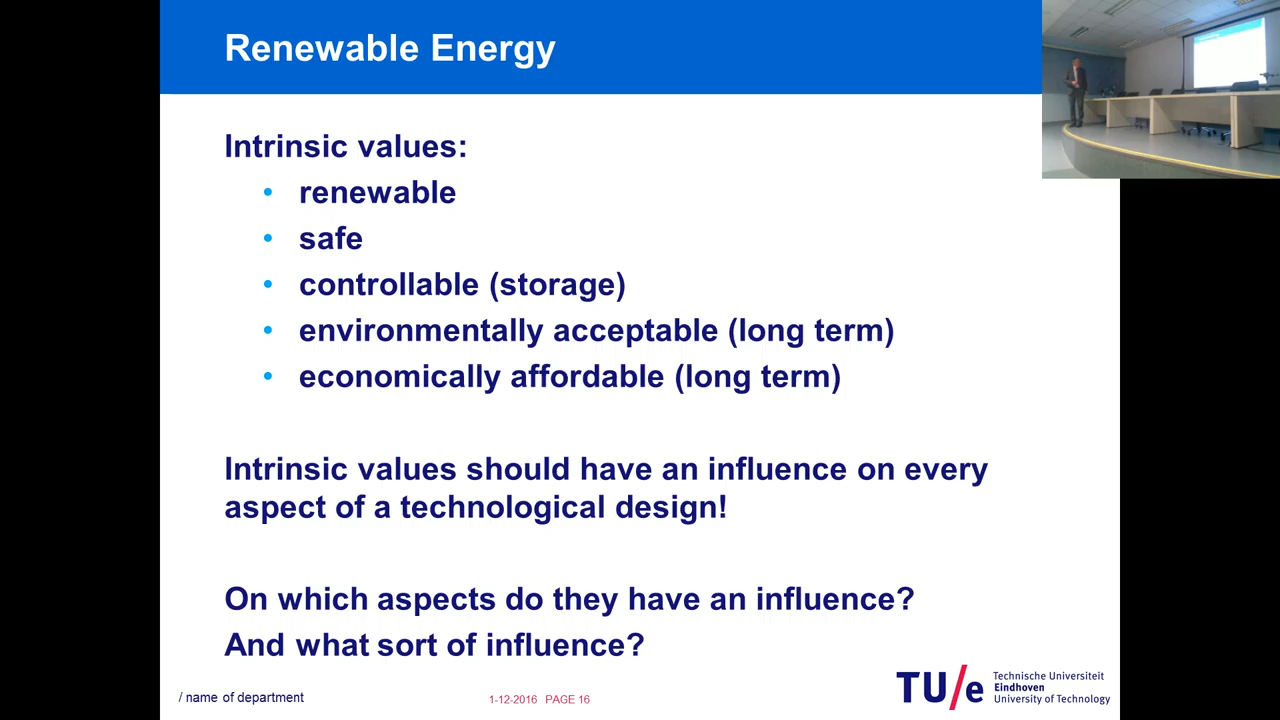 Renewable Energy
Intrinsic values:
• renewable
• safe
• controllable (storage)
• environmentally acceptable (long term)
• economically affordable (long term)
Intrinsic values should have an influence on every
aspect of a technological design!
On which aspects do they have an influence?
And what sort of influence?
/ name of department
1-12-2016 PAGE 16
TU/e
Technische Universiteit
Eindhoven
University of Technology